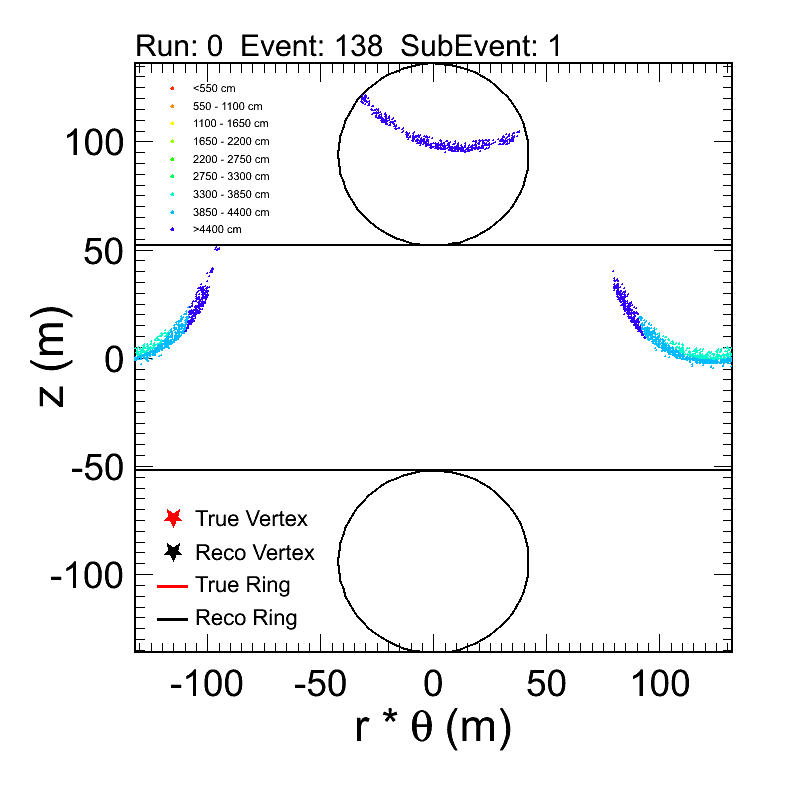 Run: 0  Event: 138  SubEvent: 1
<550 cm
550 - 1100 cm
1100 - 1650 cm
1650 - 2200 cm
2200 - 2750 cm
2750 - 3300 cm
3300 - 3850 cm
3850 - 4400 cm
>4400 cm
100
50
0
-50
-100
z (m)
True Vertex
Reco Vertex
True Ring
Reco Ring
-100 -50 0 50 100
r * θ (m)